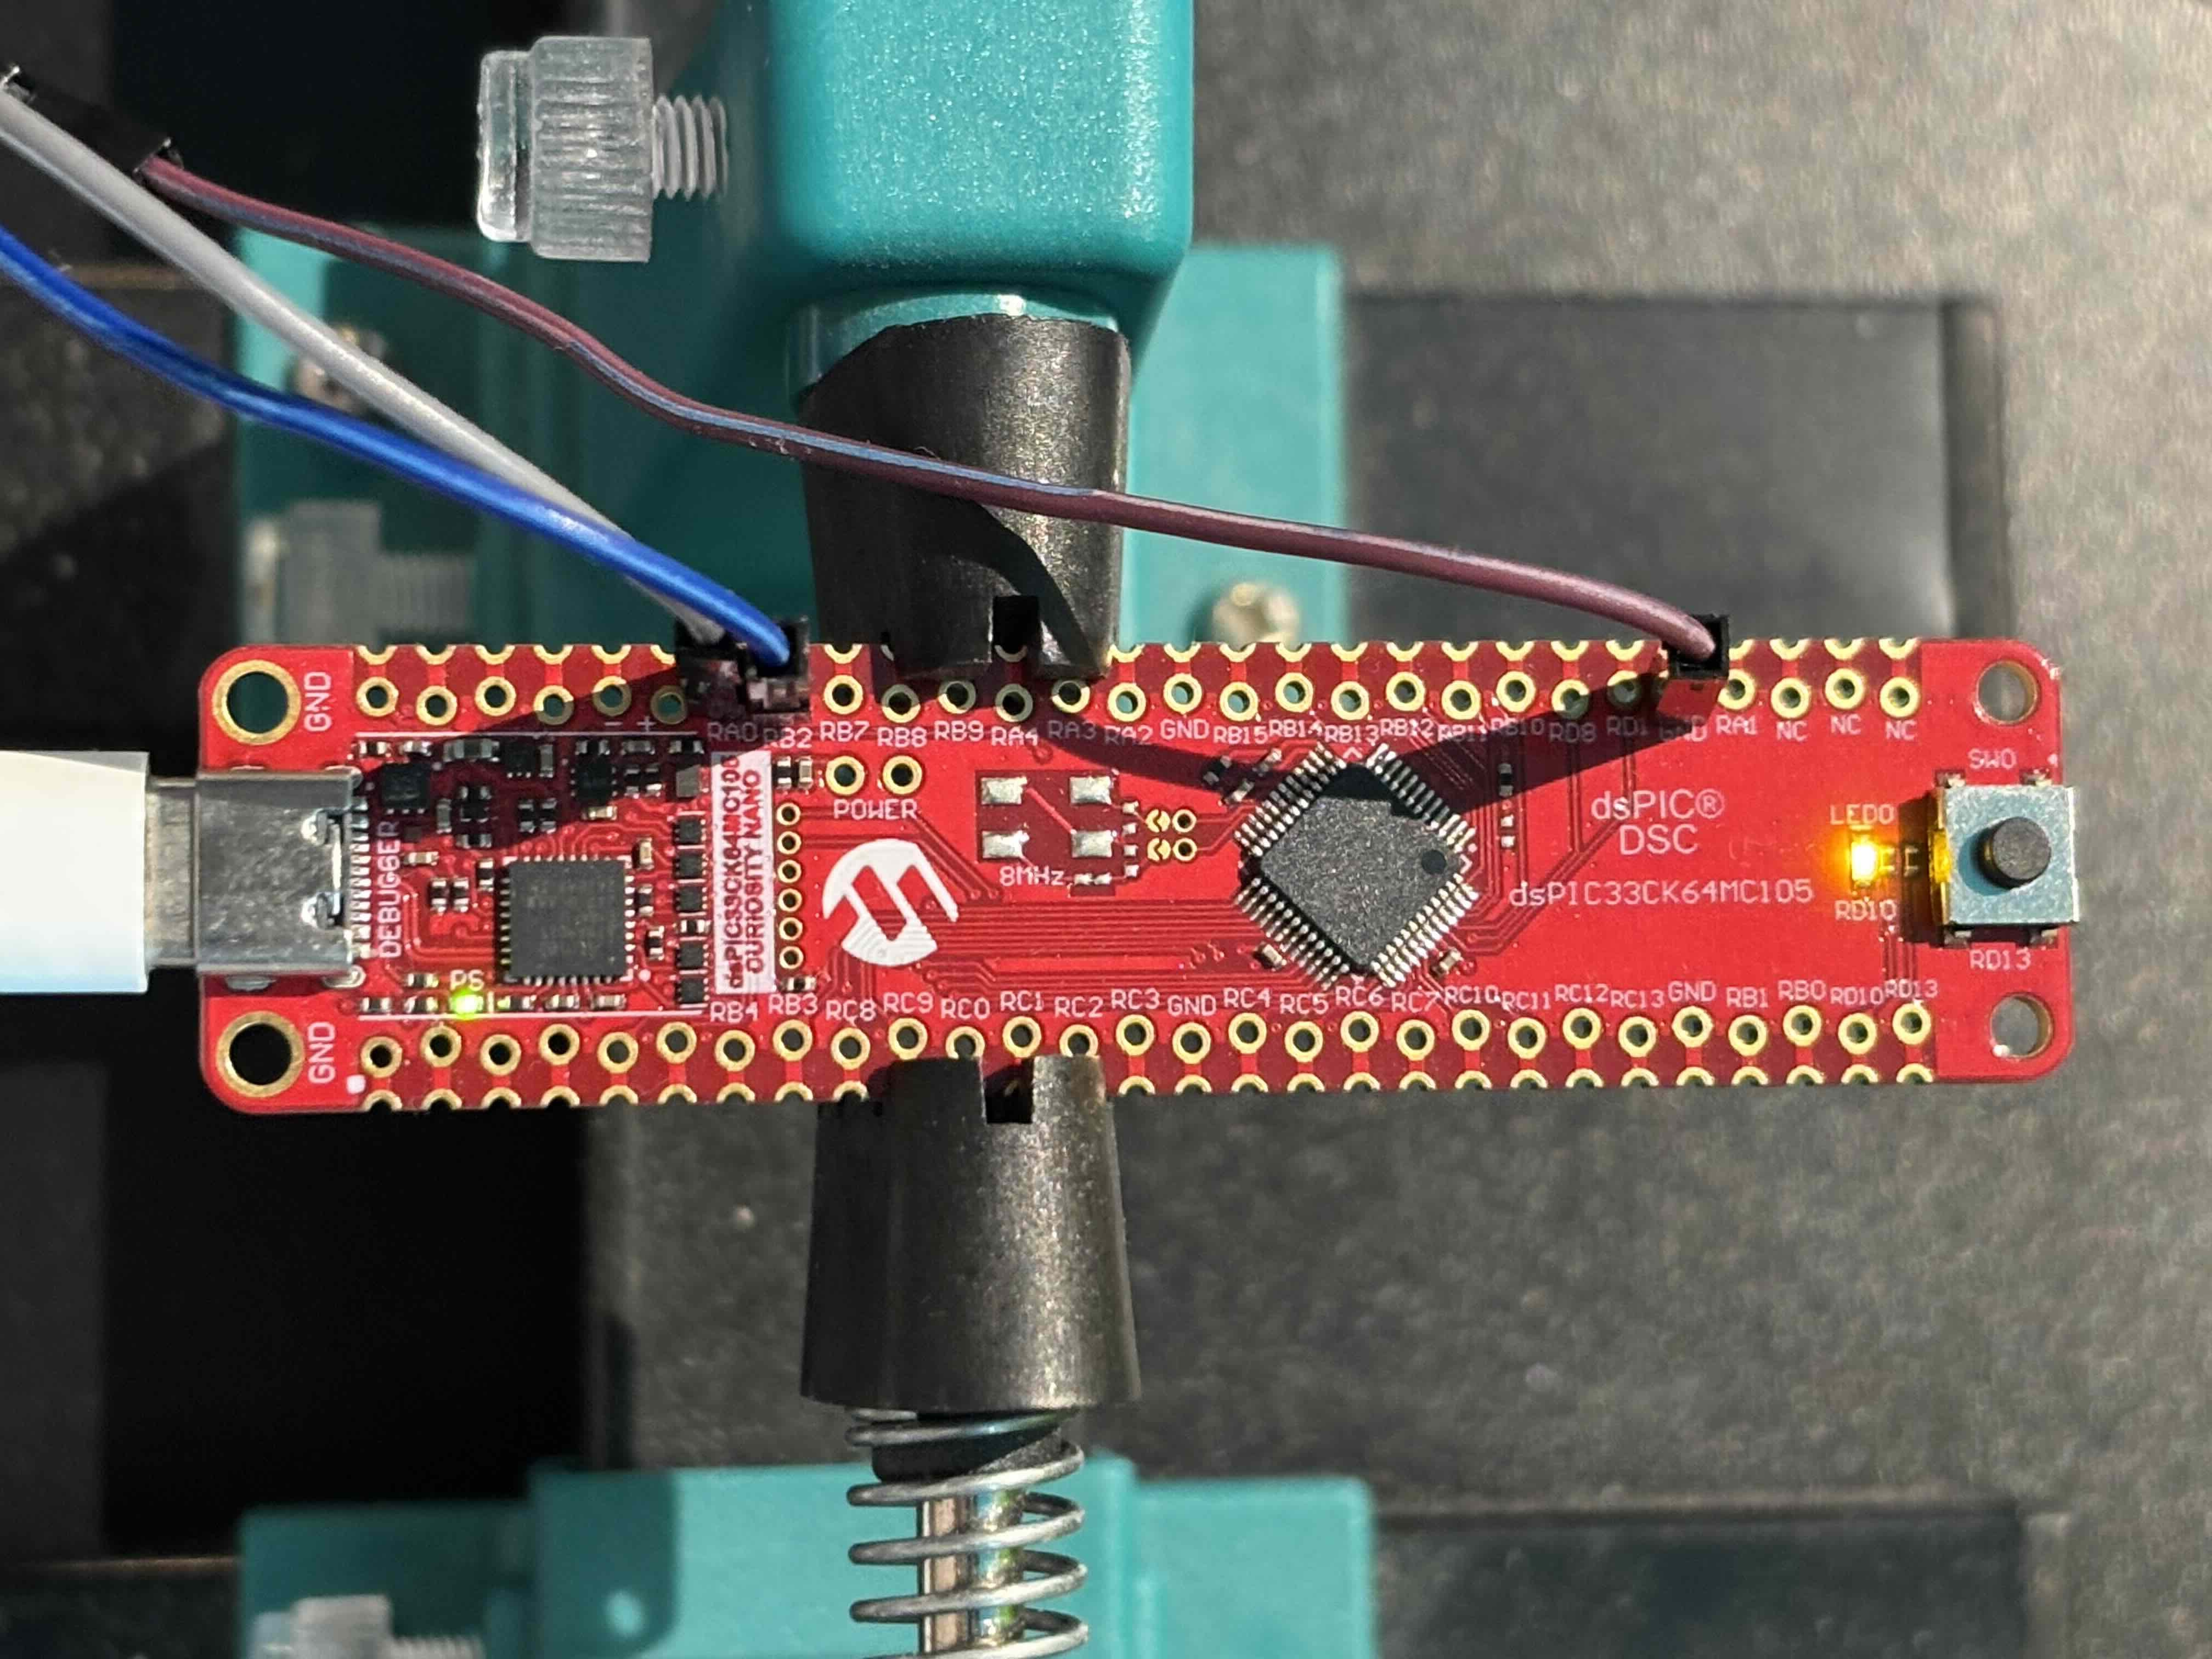 GND
- +
RA0 RB2 RB7 RB8 RB9 RA4 RA3 RA2 GND RB15 RB14 RB13 RB12 RB11 RB10 RD8 RD1 GND RA1 NC NC NC
POWER
8MHz
DEBUGGER
dsPIC33CK64MC105
CURIOSITY NANO
dsPIC®
DSC
dsPIC33CK64MC105
SW0
LED0
RD10
RD13
PS
RB4 RB3 RC8 RC9 RC0 RC1 RC2 RC3 GND RC4 RC5 RC6 RC7 RC10 RC11 RC12 RC13 GND RB1 RB0 RD10 RD13
GND